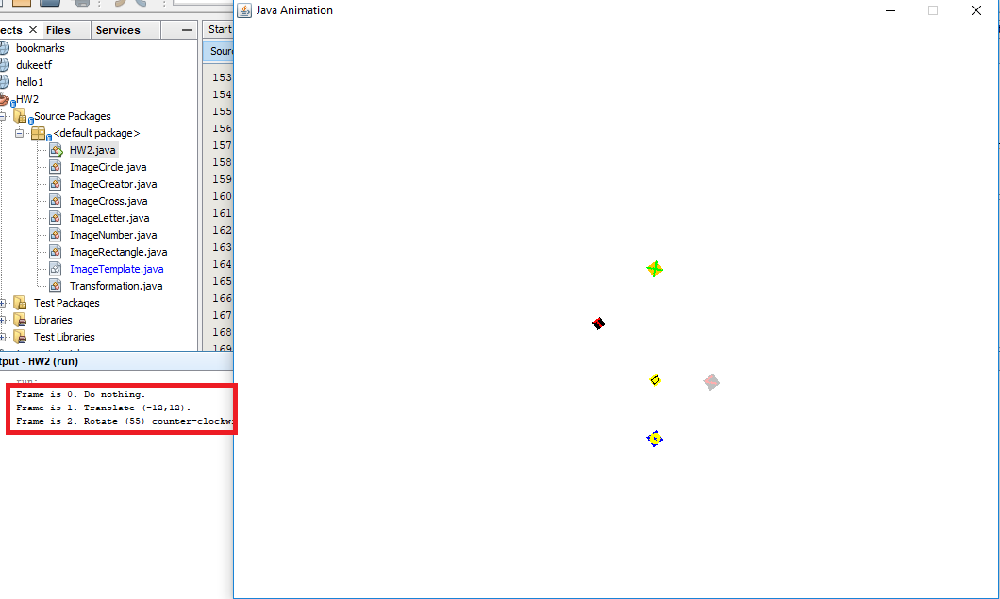 Java Animation
ects
Files
Services
Start
bookmarks
dukeetf
hello1
HW2
Source Packages
<default package>
HW2.java
ImageCircle.java
ImageCreator.java
ImageCross.java
ImageLetter.java
ImageNumber.java
ImageRectangle.java
ImageTemplate.java
Transformation.java
Test Packages
Libraries
Test Libraries
Sour
153
154
155
156
157
158
159
160
161
162
163
164
165
166
167
168
169
tput - HW2 (run)
run:
Frame is 0. Do nothing.
Frame is 1. Translate (-12,12).
Frame is 2. Rotate (55) counter-clockw